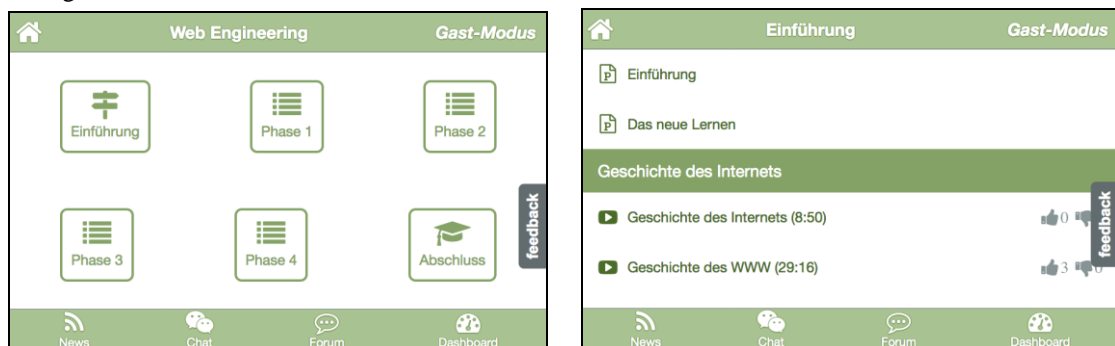 Web Engineering Gast-Modus
Einführung Phase 1 Phase 2
feedback
Phase 3 Phase 4 Abschluss
News Chat Forum Dashboard
Einführung Gast-Modus
P Einführung
P Das neue Lernen
Geschichte des Internets
Geschichte des Internets (8:50) 0
feedback
Geschichte des WWW (29:16) 3 0
News Chat Forum Dashboard